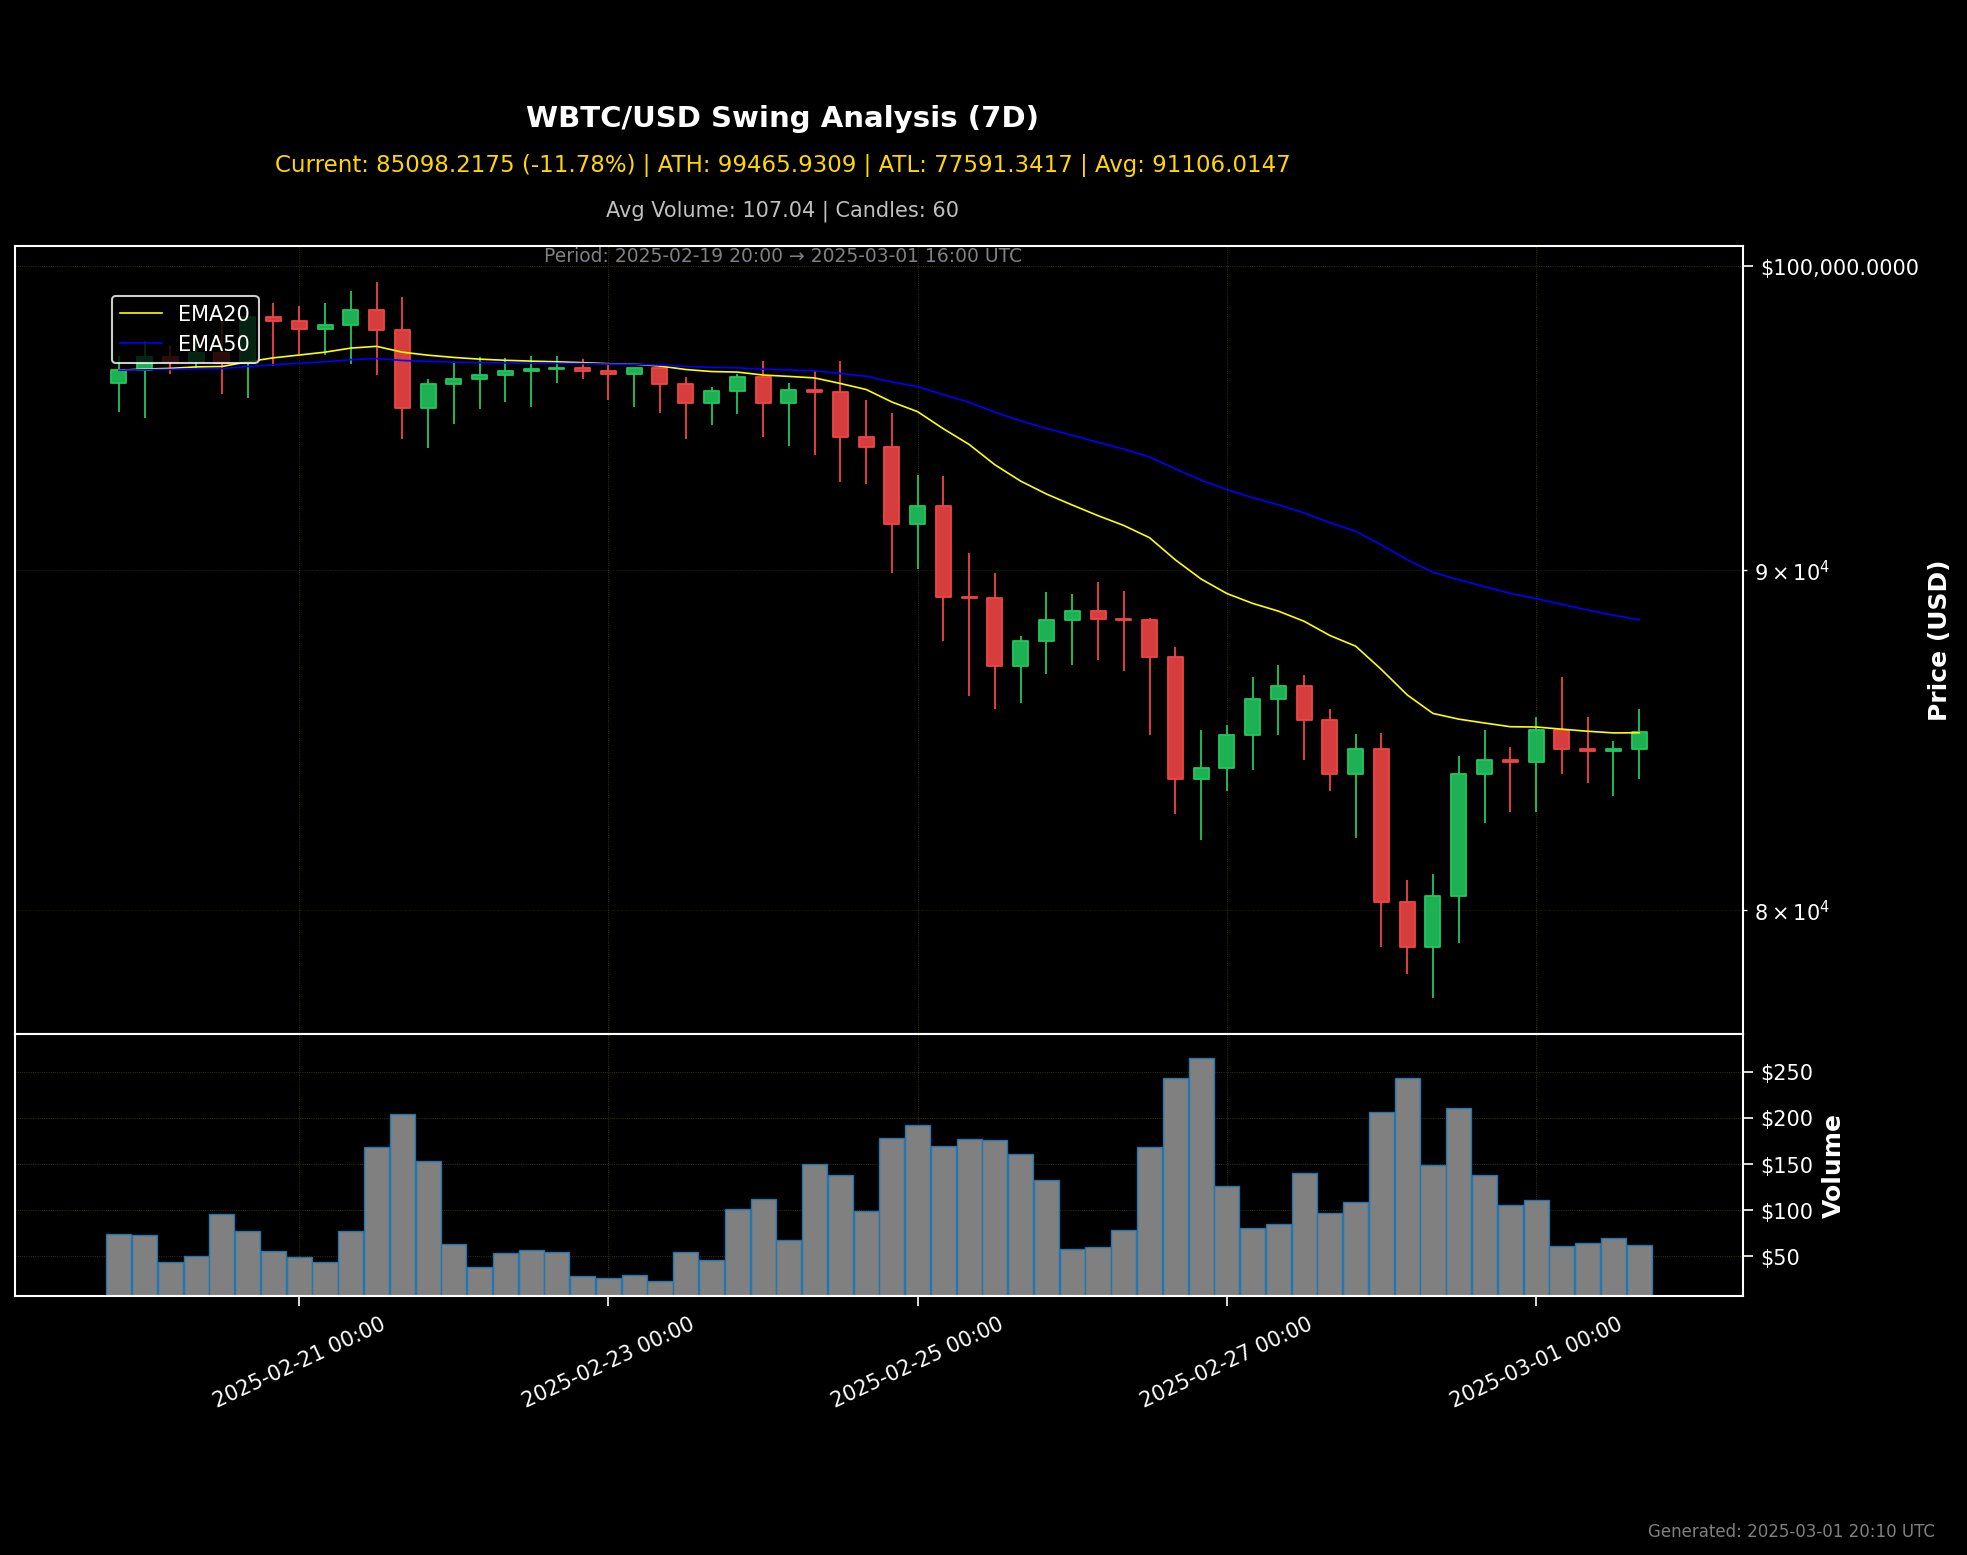 WBTC/USD Swing Analysis (7D)
Current: 85098.2175 (-11.78%) | ATH: 99465.9309 | ATL: 77591.3417 | Avg: 91106.0147
Avg Volume: 107.04 | Candles: 60
Period: 2025-02-19 20:00 → 2025-03-01 16:00 UTC
EMA20
EMA50
$100,000.0000
9 × 10⁴
8 × 10⁴
Price (USD)
$250
$200
$150
$100
$50
Volume
2025-02-21 00:00
2025-02-23 00:00
2025-02-25 00:00
2025-02-27 00:00
2025-03-01 00:00
Generated: 2025-03-01 20:10 UTC